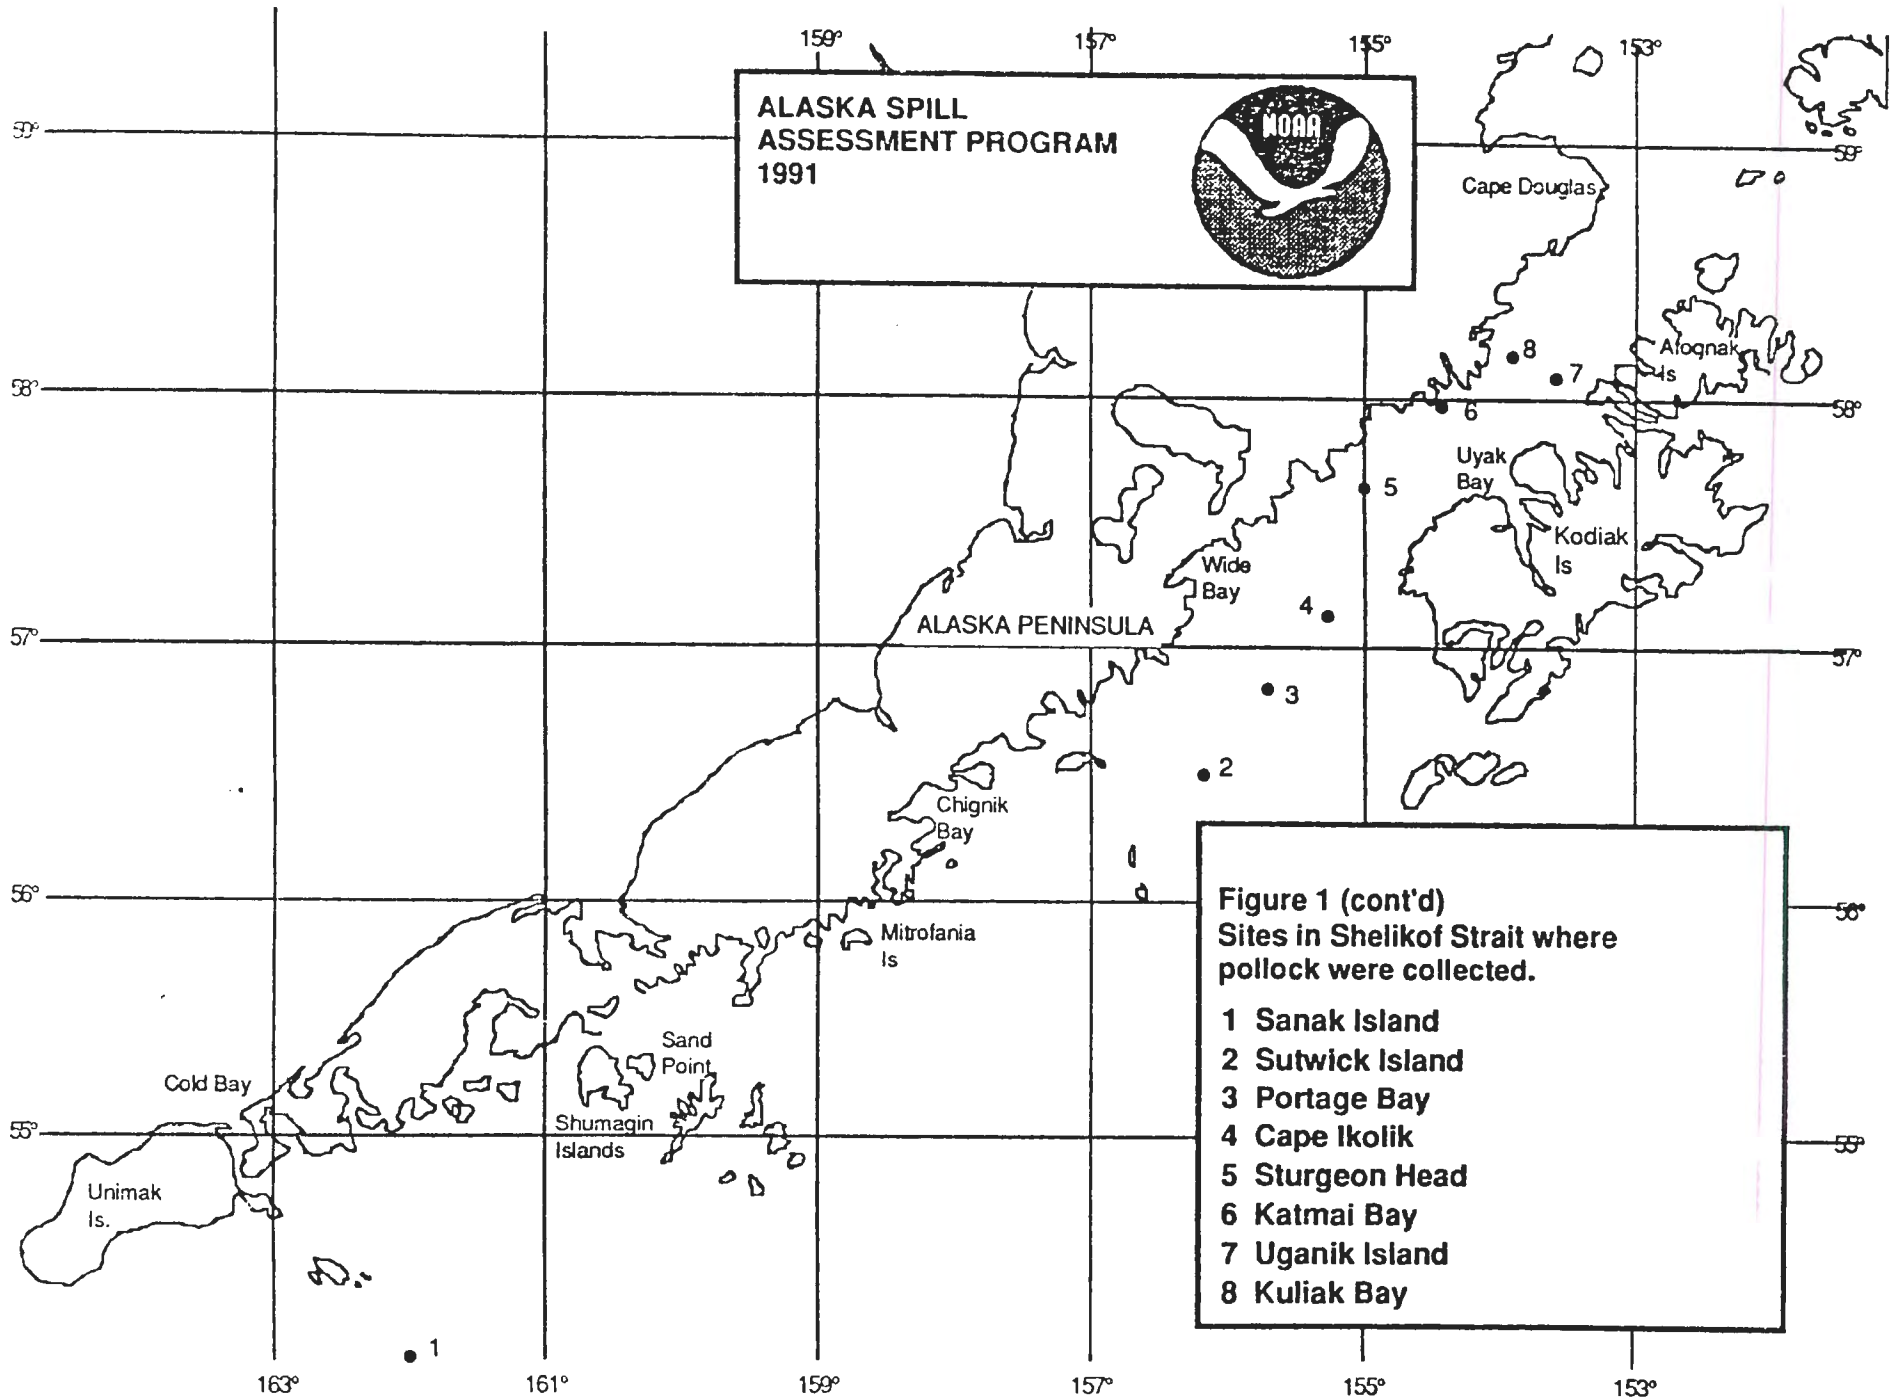 159° 157° 155° 153°
ALASKA SPILL
ASSESSMENT PROGRAM
1991
NOAA
59° 59°
Cape Douglas
8
Afognak
Is
7
58° 58°
6
Uyak
Bay
5
Kodiak
Is
Wide
Bay
4
ALASKA PENINSULA
57° 57°
3
2
Chignik
Bay
56° 56°
Mitrofania
Is
Sand
Point
Cold Bay
Shumagin
Islands
55° 55°
Unimak
Is.
1
Figure 1 (cont'd)
Sites in Shelikof Strait where
pollock were collected.
1 Sanak Island
2 Sutwick Island
3 Portage Bay
4 Cape Ikolik
5 Sturgeon Head
6 Katmai Bay
7 Uganik Island
8 Kuliak Bay
163° 161° 159° 157° 155° 153°